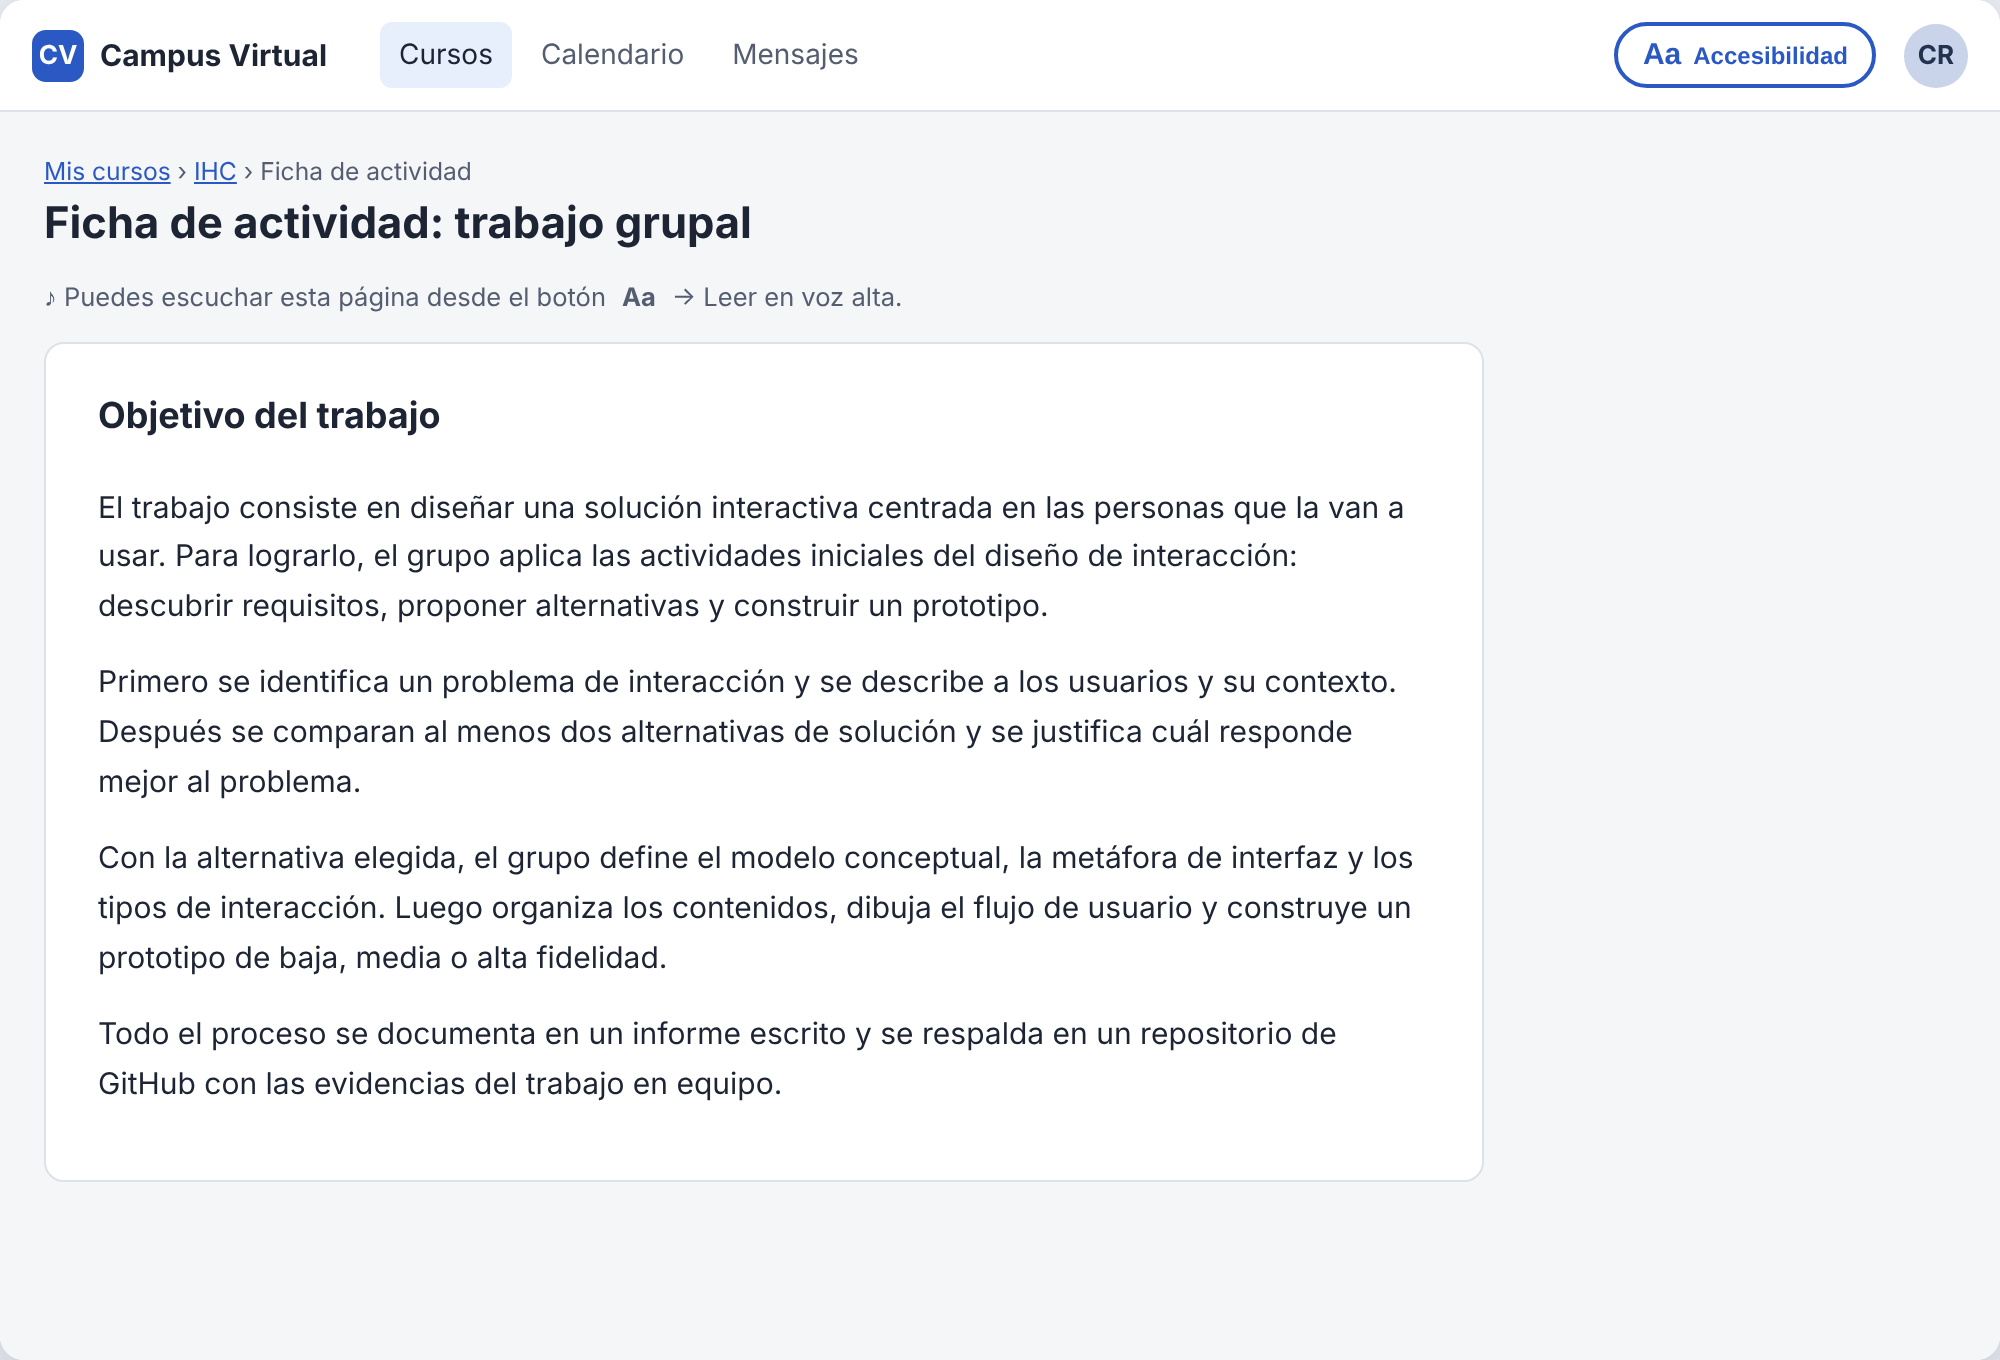 CV Campus Virtual Cursos Calendario Mensajes Aa Accesibilidad CR
Mis cursos › IHC › Ficha de actividad
Ficha de actividad: trabajo grupal
♪ Puedes escuchar esta página desde el botón Aa → Leer en voz alta.
Objetivo del trabajo
El trabajo consiste en diseñar una solución interactiva centrada en las personas que la van a
usar. Para lograrlo, el grupo aplica las actividades iniciales del diseño de interacción:
descubrir requisitos, proponer alternativas y construir un prototipo.
Primero se identifica un problema de interacción y se describe a los usuarios y su contexto.
Después se comparan al menos dos alternativas de solución y se justifica cuál responde
mejor al problema.
Con la alternativa elegida, el grupo define el modelo conceptual, la metáfora de interfaz y los
tipos de interacción. Luego organiza los contenidos, dibuja el flujo de usuario y construye un
prototipo de baja, media o alta fidelidad.
Todo el proceso se documenta en un informe escrito y se respalda en un repositorio de
GitHub con las evidencias del trabajo en equipo.